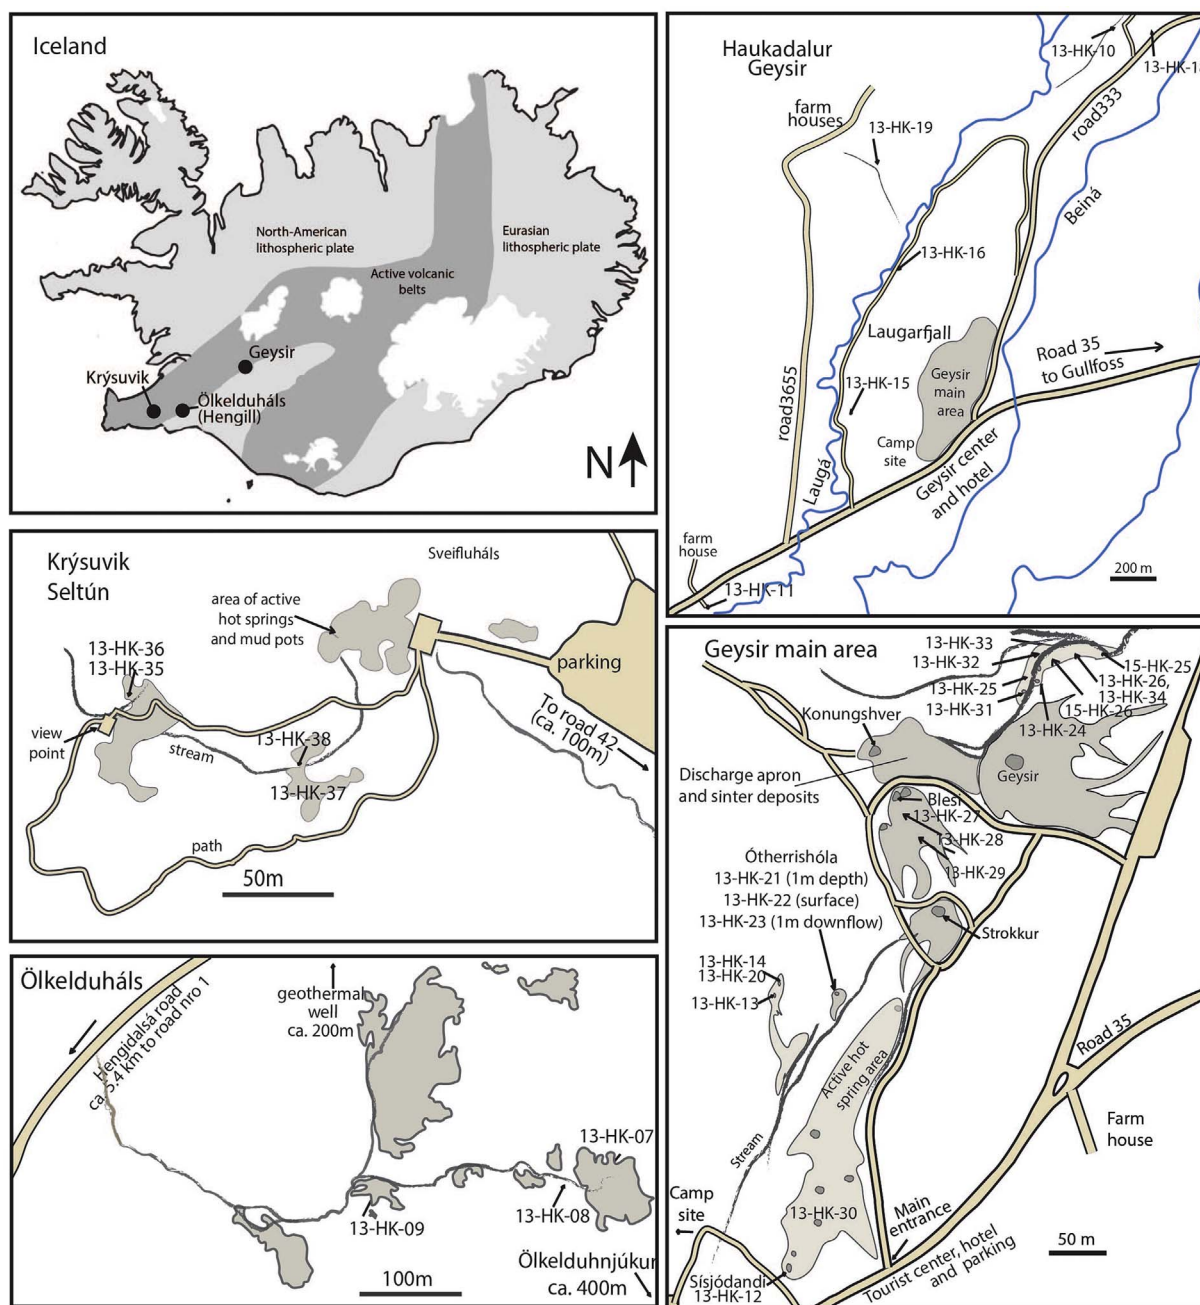 Iceland
North-American
lithospheric plate
Eurasian
lithospheric plate
Active volcanic
belts
Geysir
Krýsuvik
Ölkelduháls
(Hengill)
N
Haukadalur
Geysir
13-HK-10
farm
houses
13-HK-19
road333
Beiná
13-HK-16
Laugarfjall
Road 35
to Gullfoss
road3655
13-HK-15
Geysir
main
area
Camp
site
Laugá
Geysir center
and hotel
farm
house
13-HK-11
200 m
Krýsuvik
Seltún
Sveifluháls
area of active
hot springs
and mud pots
13-HK-36
13-HK-35
parking
view
point
stream
13-HK-38
To road 42
(ca. 100m)
13-HK-37
path
50m
Geysir main area
13-HK-33
13-HK-32
15-HK-25
13-HK-25
13-HK-26,
13-HK-34
13-HK-31
15-HK-26
13-HK-24
Konungshver
Geysir
Discharge apron
and sinter deposits
Blesi
13-HK-27
13-HK-28
13-HK-29
Ótherrishóla
13-HK-21 (1m depth)
13-HK-22 (surface)
13-HK-23 (1m downflow)
Strokkur
13-HK-14
13-HK-20
13-HK-13
Road 35
Active hot
spring area
Farm
house
Stream
Camp
site
13-HK-30
Main
entrance
50 m
Tourist center, hotel
and parking
Sísjódandi
13-HK-12
Ölkelduháls
Hengidalsá road
km to road nro 1
geothermal
well
ca. 200m
13-HK-07
13-HK-08
13-HK-09
Ölkelduhnjúkur
ca. 400m
100m